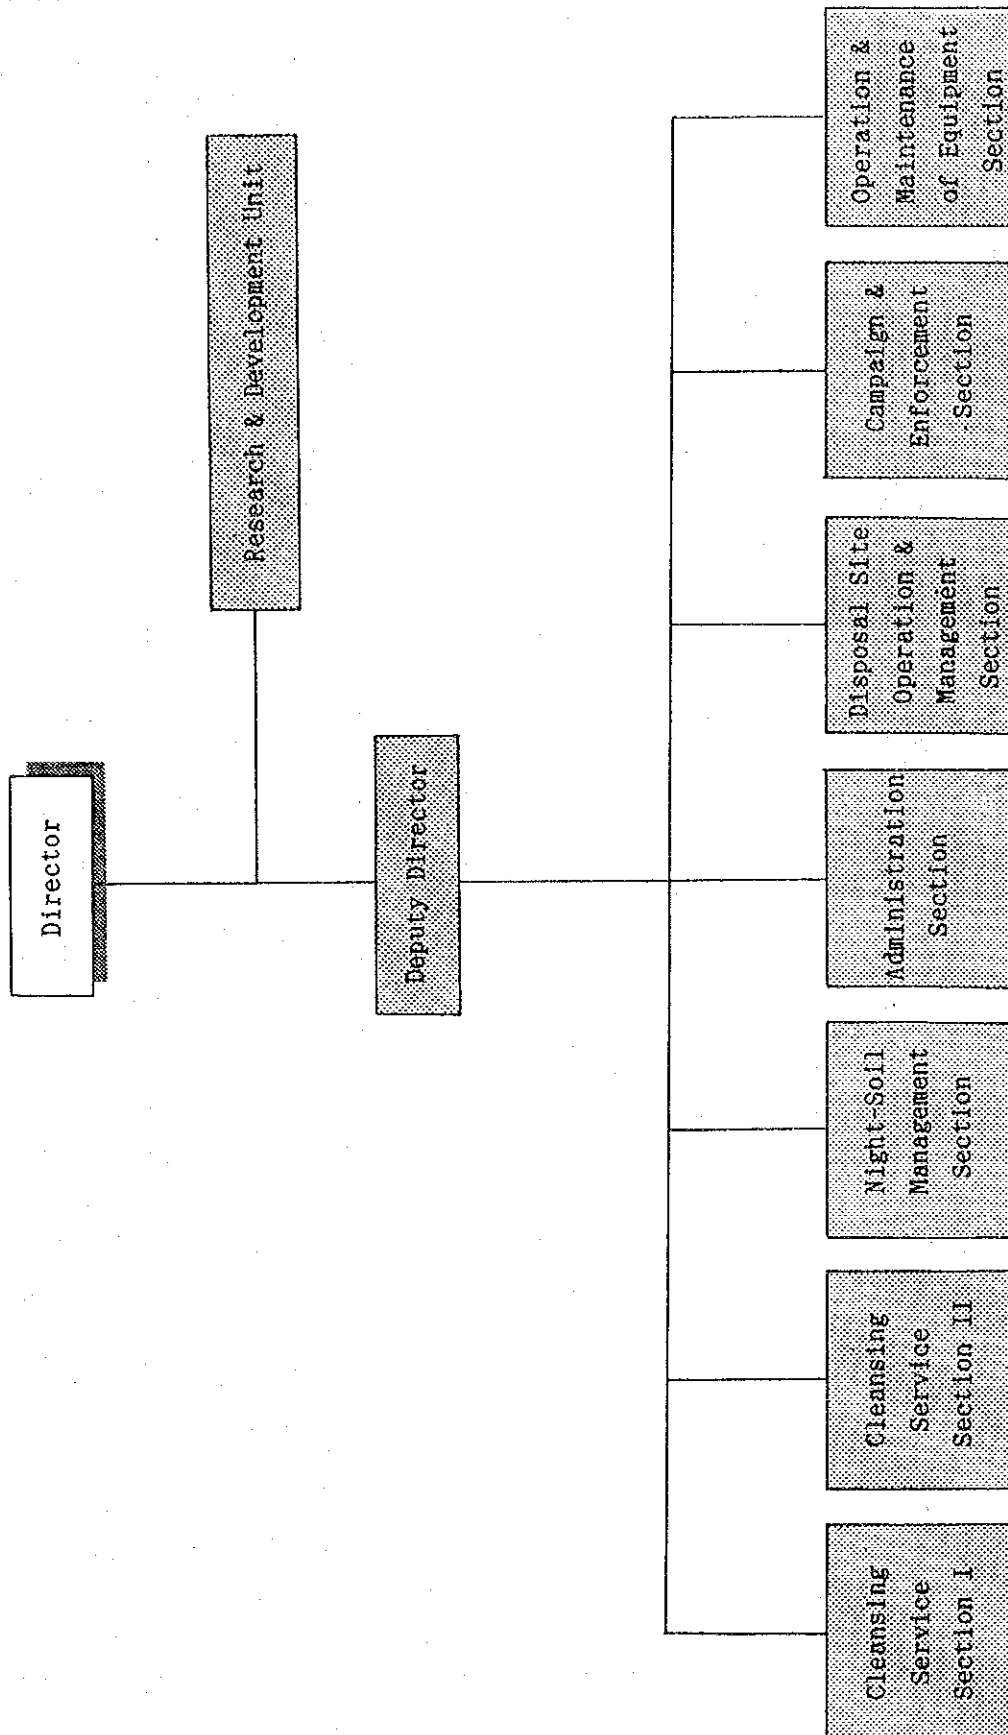 Director
Research & Development Unit
Deputy Director
Cleansing
Service
Section I
Cleansing
Service
Section II
Night-Soil
Management
Section
Administration
Section
Disposal Site
Operation &
Management
Section
Campaign &
Enforcement
Section
Operation &
Maintenance
of Equipment
Section